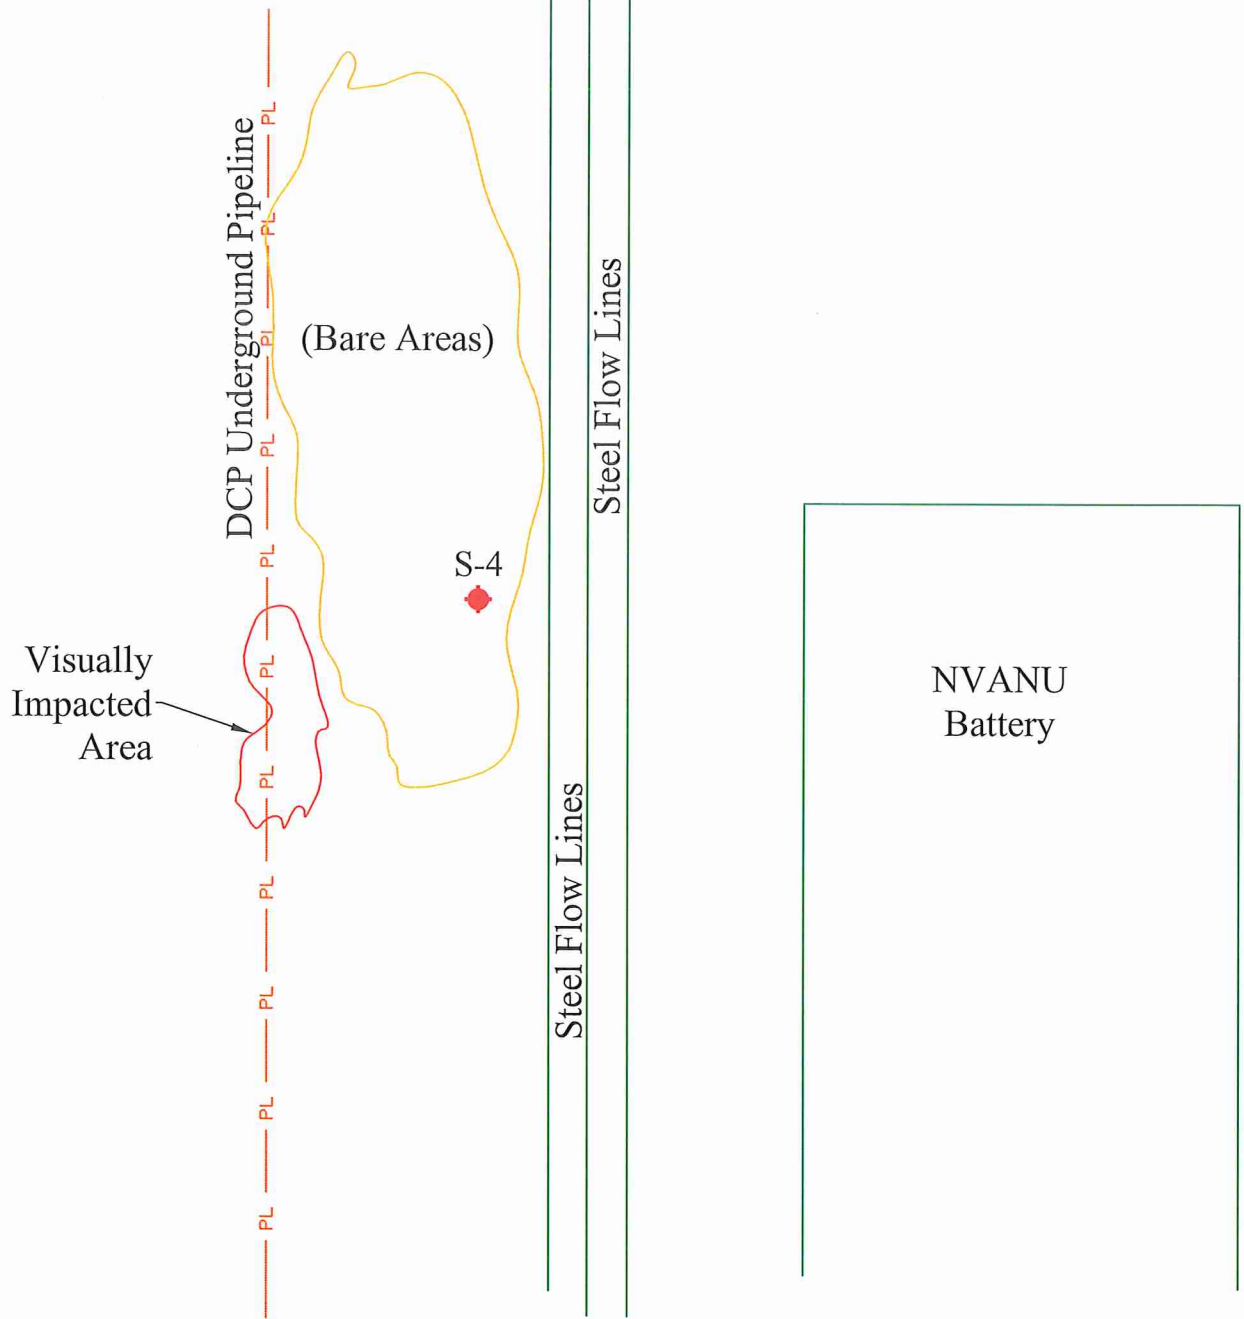 PL
DCP Underground Pipeline
PL
Steel Flow Lines
(Bare Areas)
PL
PL
PL
S-4
Visually
Impacted
Area
PL
NVANU
Battery
PL
Steel Flow Lines
PL
PL
PL
PL